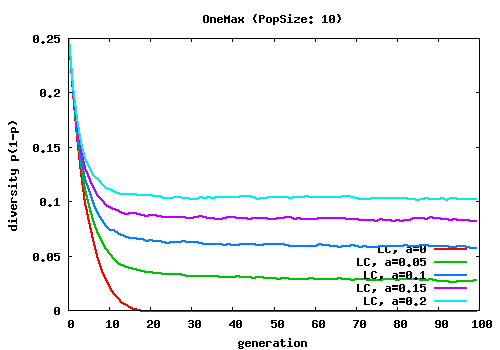 OneMax (PopSize: 10)
0.25
0.2
0.15
0.1
0.05
0
diversity p(1-p)
0 10 20 30 40 50 60 70 80 90 100
generation
LC, a=0
LC, a=0.05
LC, a=0.1
LC, a=0.15
LC, a=0.2